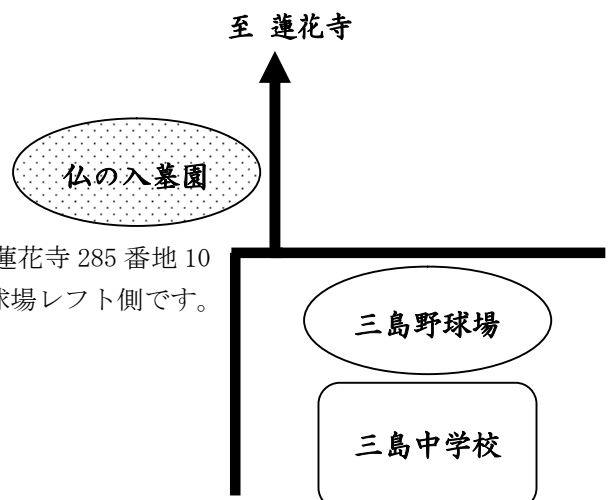 至 蓮花寺
仏の入墓園
蓮花寺 285 番地 10
球場レフト側です。
三島野球場
三島中学校